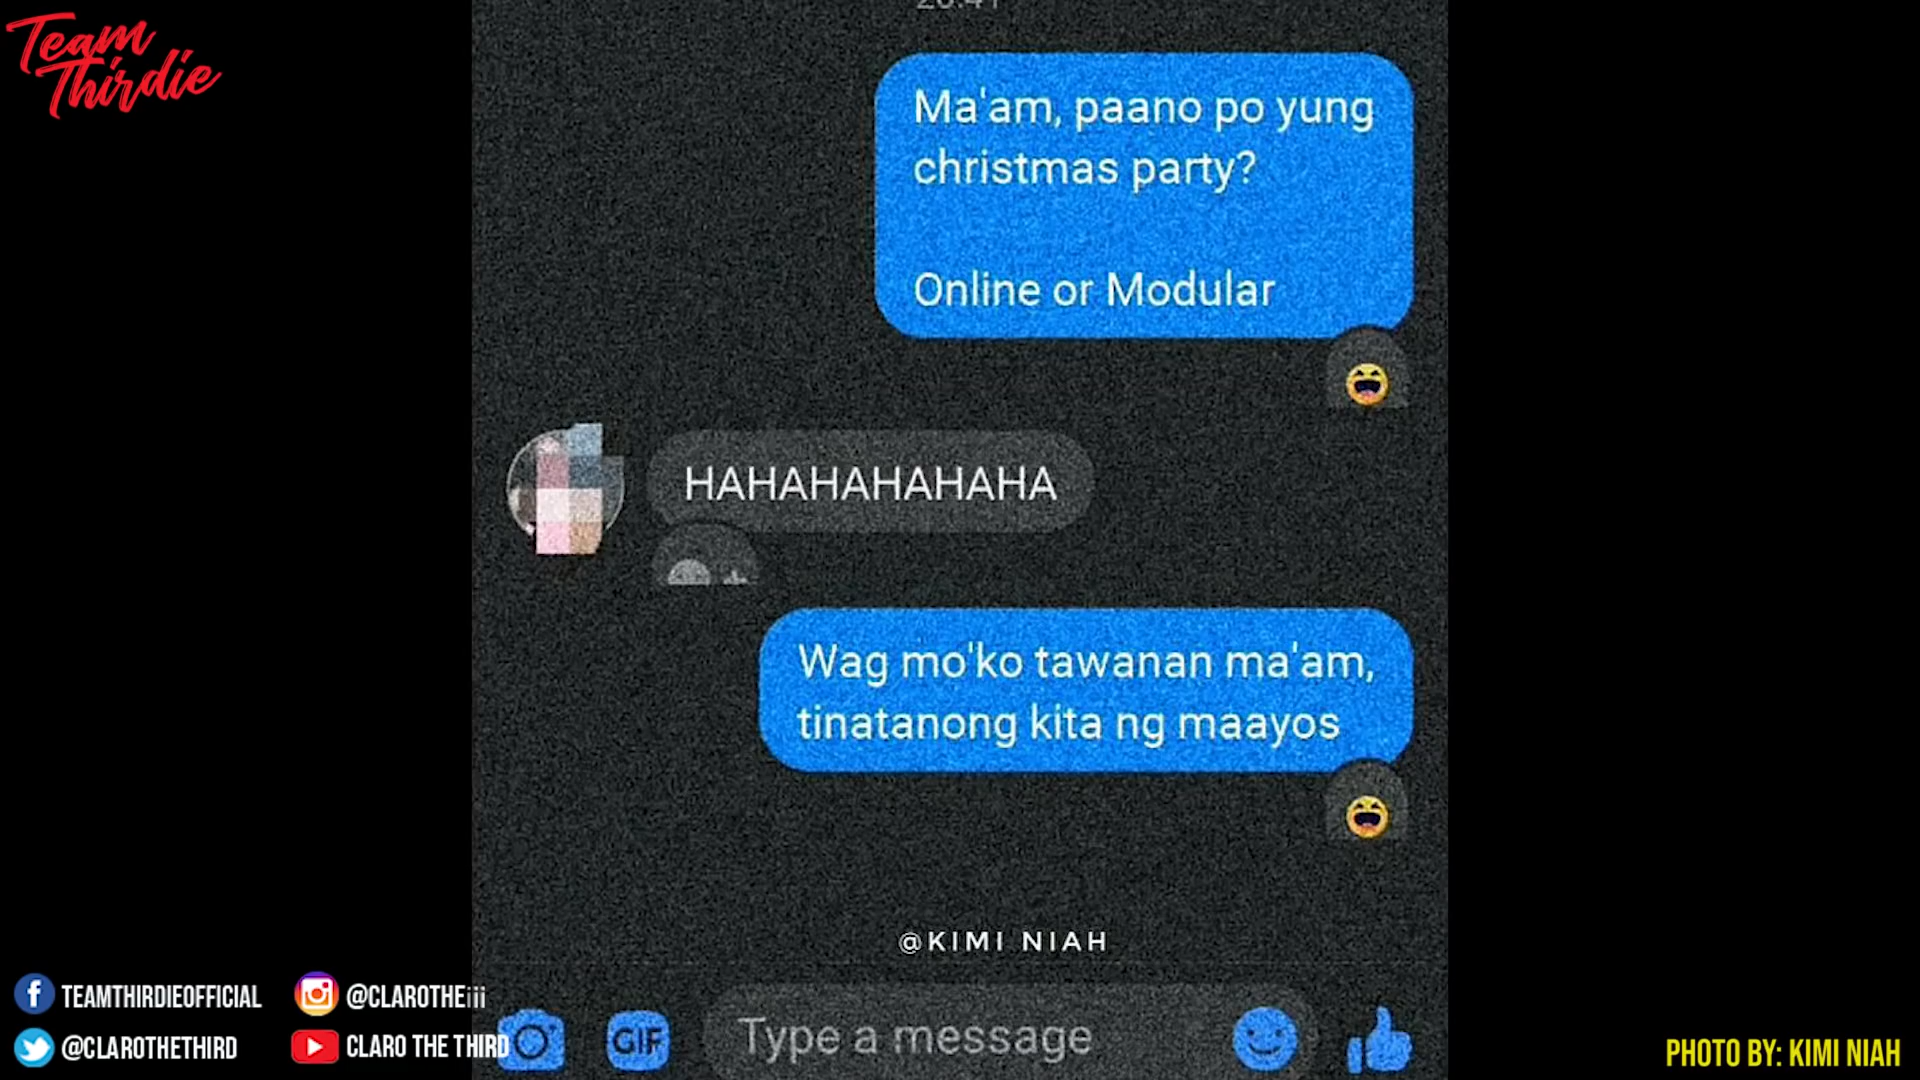 Team
Thirdie
Ma'am, paano po yung
christmas party?
Online or Modular
HAHAHAHAHAHA
Wag mo'ko tawanan ma'am,
tinatanong kita ng maayos
@KIMI NIAH
GIF
Type a message
TEAMTHIRDIEOFFICIAL
@CLAROTHEiii
@CLAROTHETHIRD
CLARO THE THIRD
PHOTO BY: KIMI NIAH